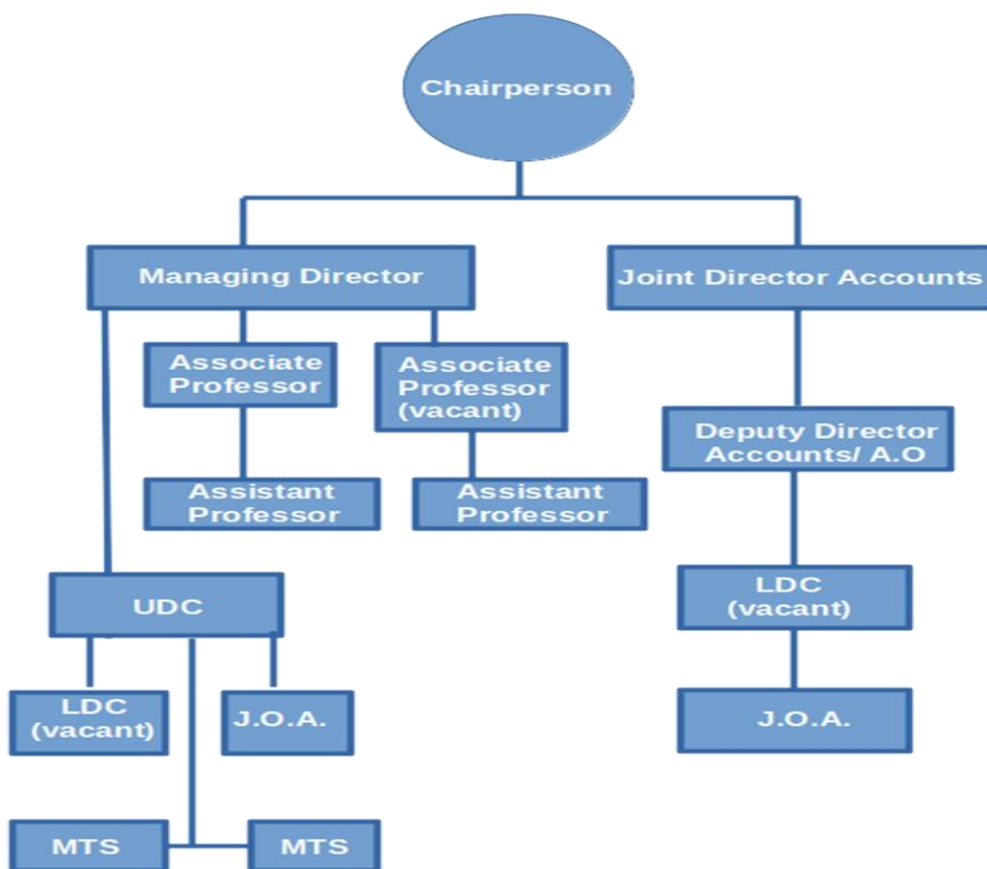 Chairperson
Managing Director
Joint Director Accounts
Associate
Professor
Associate
Professor
(vacant)
Deputy Director
Accounts/ A.O
Assistant
Professor
Assistant
Professor
UDC
LDC
(vacant)
LDC
(vacant)
J.O.A.
J.O.A.
MTS
MTS